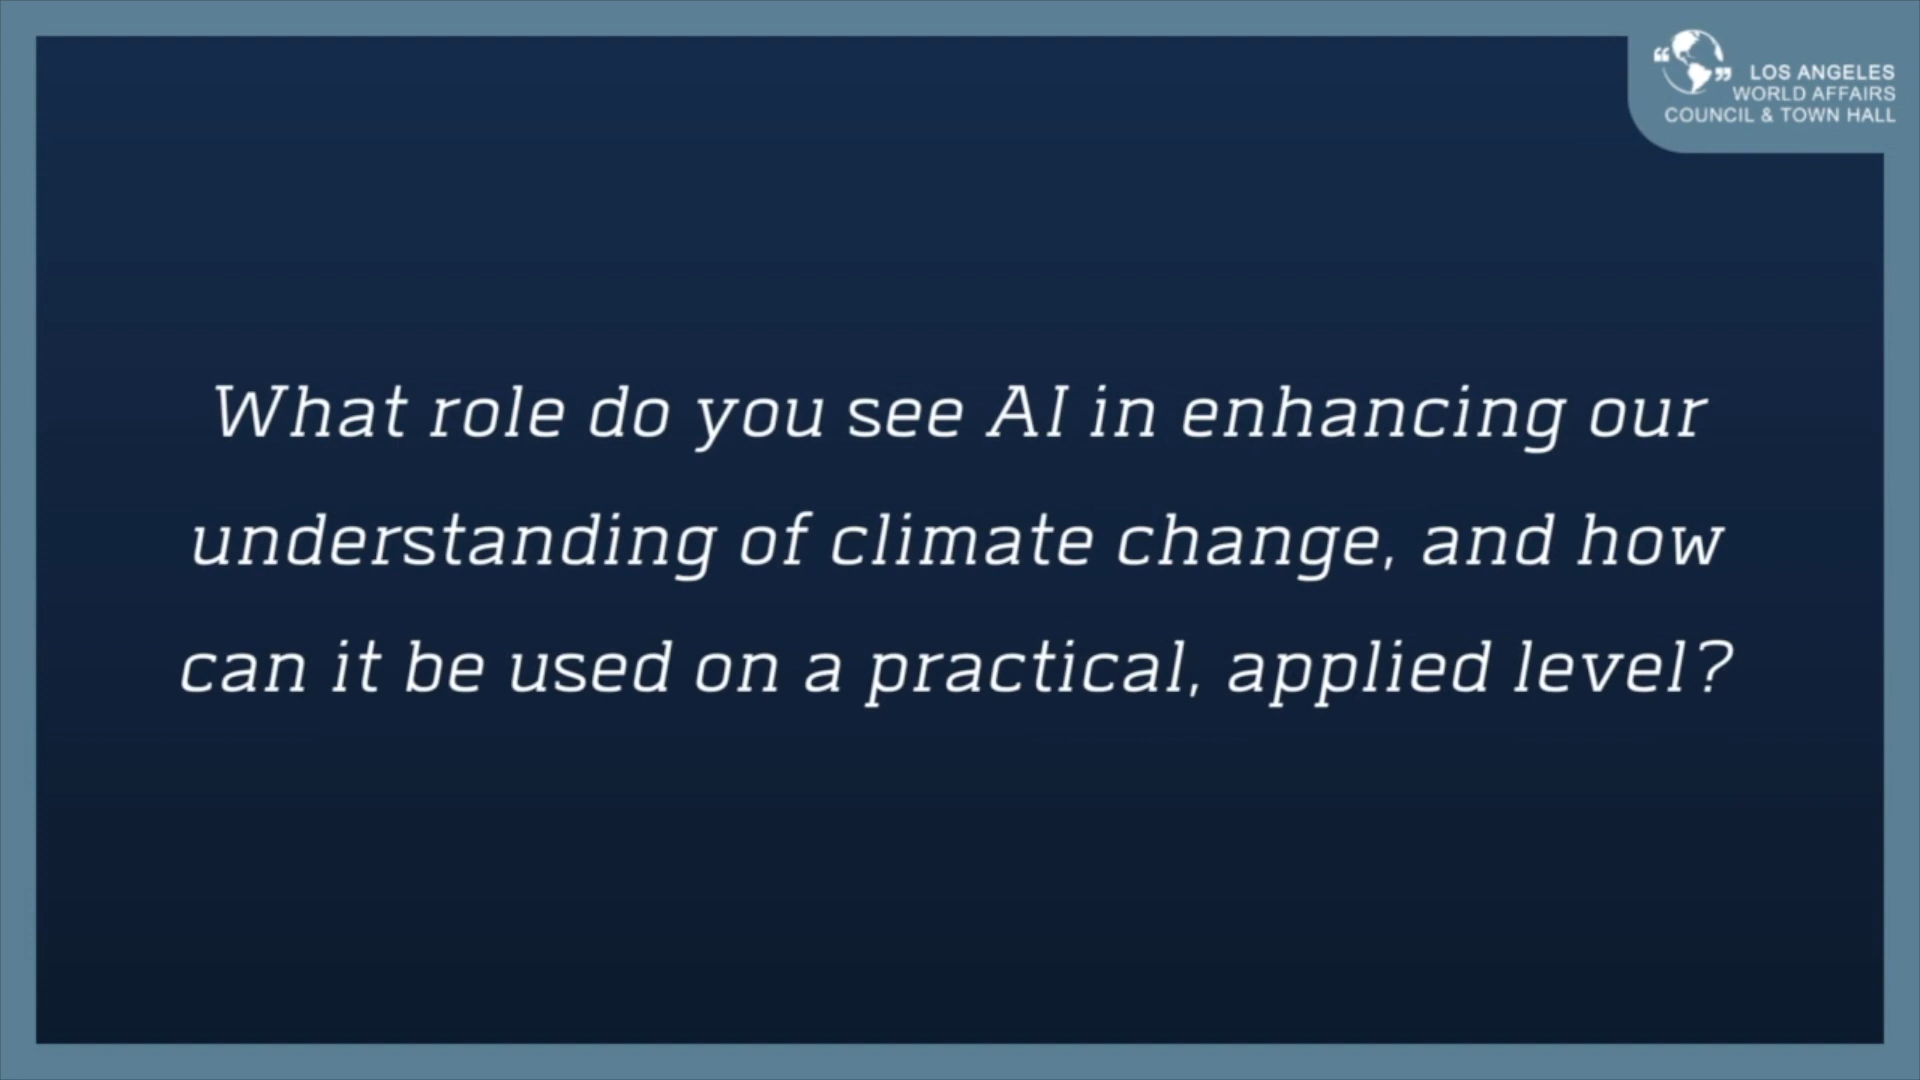 “ ”
LOS ANGELES
WORLD AFFAIRS
COUNCIL & TOWN HALL
What role do you see AI in enhancing our
understanding of climate change, and how
can it be used on a practical, applied level?